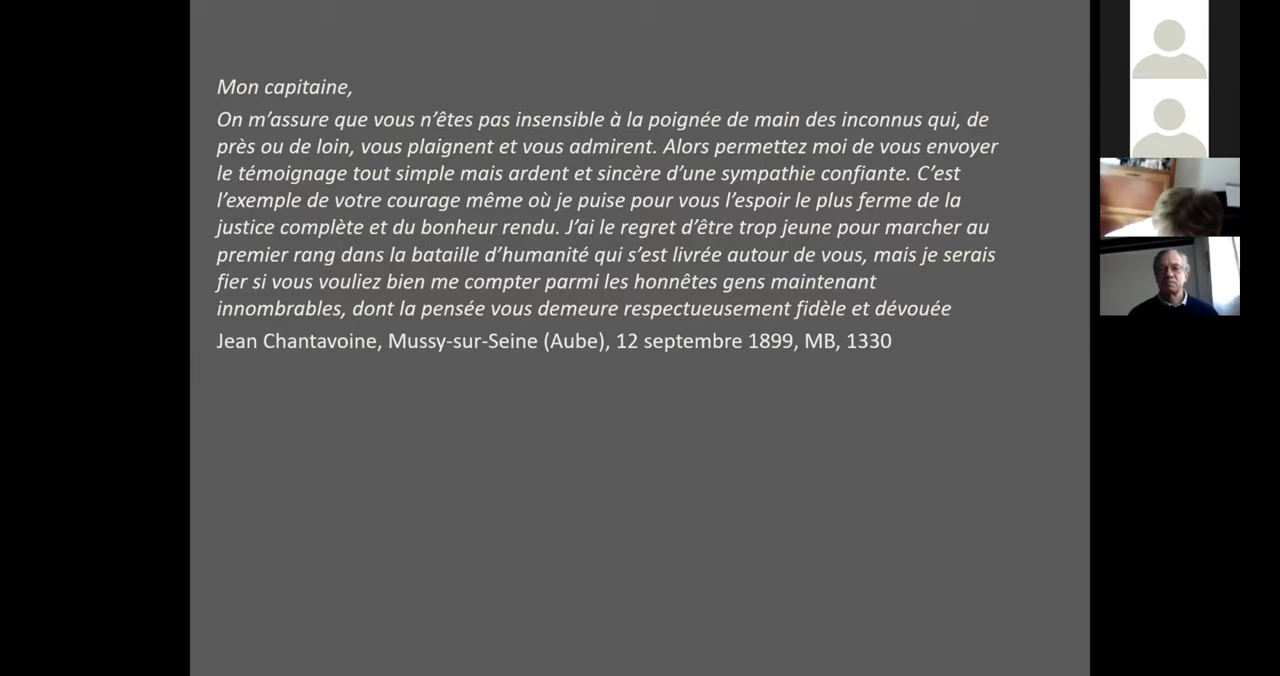 Mon capitaine,
On m’assure que vous n’êtes pas insensible à la poignée de main des inconnus qui, de
près ou de loin, vous plaignent et vous admirent. Alors permettez moi de vous envoyer
le témoignage tout simple mais ardent et sincère d’une sympathie confiante. C’est
l’exemple de votre courage même où je puise pour vous l’espoir le plus ferme de la
justice complète et du bonheur rendu. J’ai le regret d’être trop jeune pour marcher au
premier rang dans la bataille d’humanité qui s’est livrée autour de vous, mais je serais
fier si vous vouliez bien me compter parmi les honnêtes gens maintenant
innombrables, dont la pensée vous demeure respectueusement fidèle et dévouée
Jean Chantavoine, Mussy-sur-Seine (Aube), 12 septembre 1899, MB, 1330